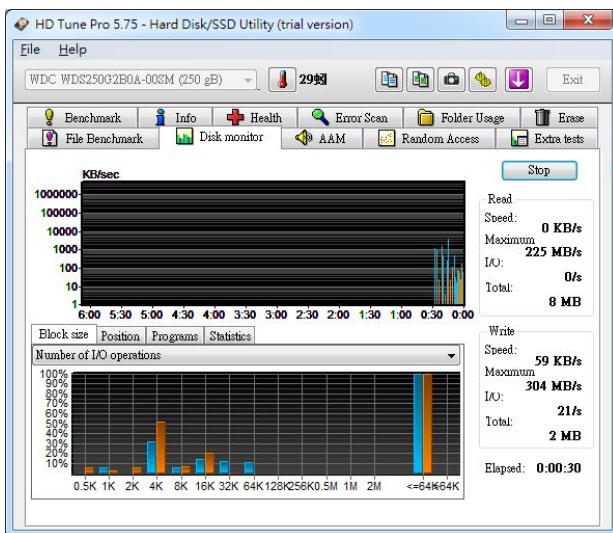 HD Tune Pro 5.75 - Hard Disk/SSD Utility (trial version)
File Help
WDC WDS250G2B0A-00SM (250 gB) 29蚓 Exit
Benchmark Info Health Error Scan Folder Usage Erase
File Benchmark Disk monitor AAM Random Access Extra tests
Stop
KB/sec
1000000
100000
10000
1000
100
10
1
6:00 5:30 5:00 4:30 4:00 3:30 3:00 2:30 2:00 1:30 1:00 0:30 0:00
Read
Speed:
0 KB/s
Maximum
225 MB/s
I/O:
0/s
Total:
8 MB
Block size Position Programs Statistics
Number of I/O operations
100%
90%
80%
70%
60%
50%
40%
30%
20%
10%
0.5K 1K 2K 4K 8K 16K 32K 64K 128K 256K 0.5M 1M 2M <=64K >64K
Write
Speed:
59 KB/s
Maximum
304 MB/s
I/O:
21/s
Total:
2 MB
Elapsed: 0:00:30